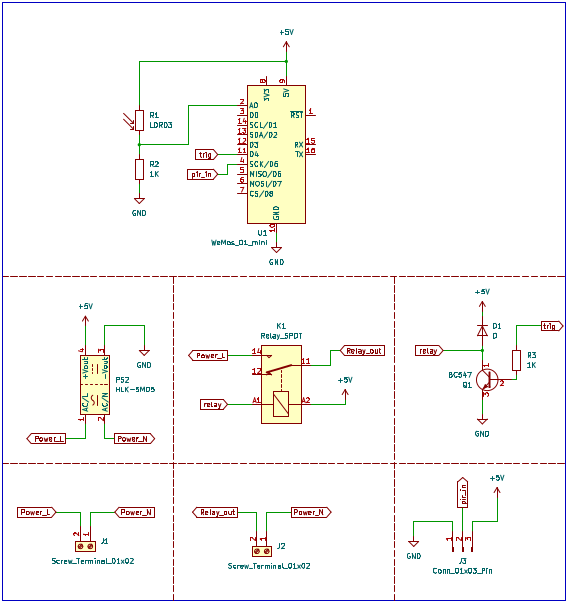 +5V
8
9
3V3
5V
R1
LDR03
2
A0
3
D0
14
SCL/D1
13
SDA/D2
12
D3
trig
11
D4
4
SCK/D5
pir_in
5
MISO/D6
6
MOSI/D7
7
CS/D8
RST
1
RX
15
TX
16
R2
1K
GND
GND
10
U1
WeMos_D1_mini
GND
+5V
4
3
+Vout
-Vout
GND
PS2
HLK-5M05
AC/L
AC/N
1
2
Power_L
Power_N
K1
Relay_SPDT
Power_L
14
12
11
Relay_out
+5V
relay
A1
A2
+5V
D1
D
trig
relay
R3
1K
BC547
Q1
1
2
3
GND
Power_L
Power_N
2
1
J1
Screw_Terminal_01x02
Relay_out
Power_N
2
1
J2
Screw_Terminal_01x02
pir_in
+5V
GND
1
2
3
J3
Conn_01x03_Pin